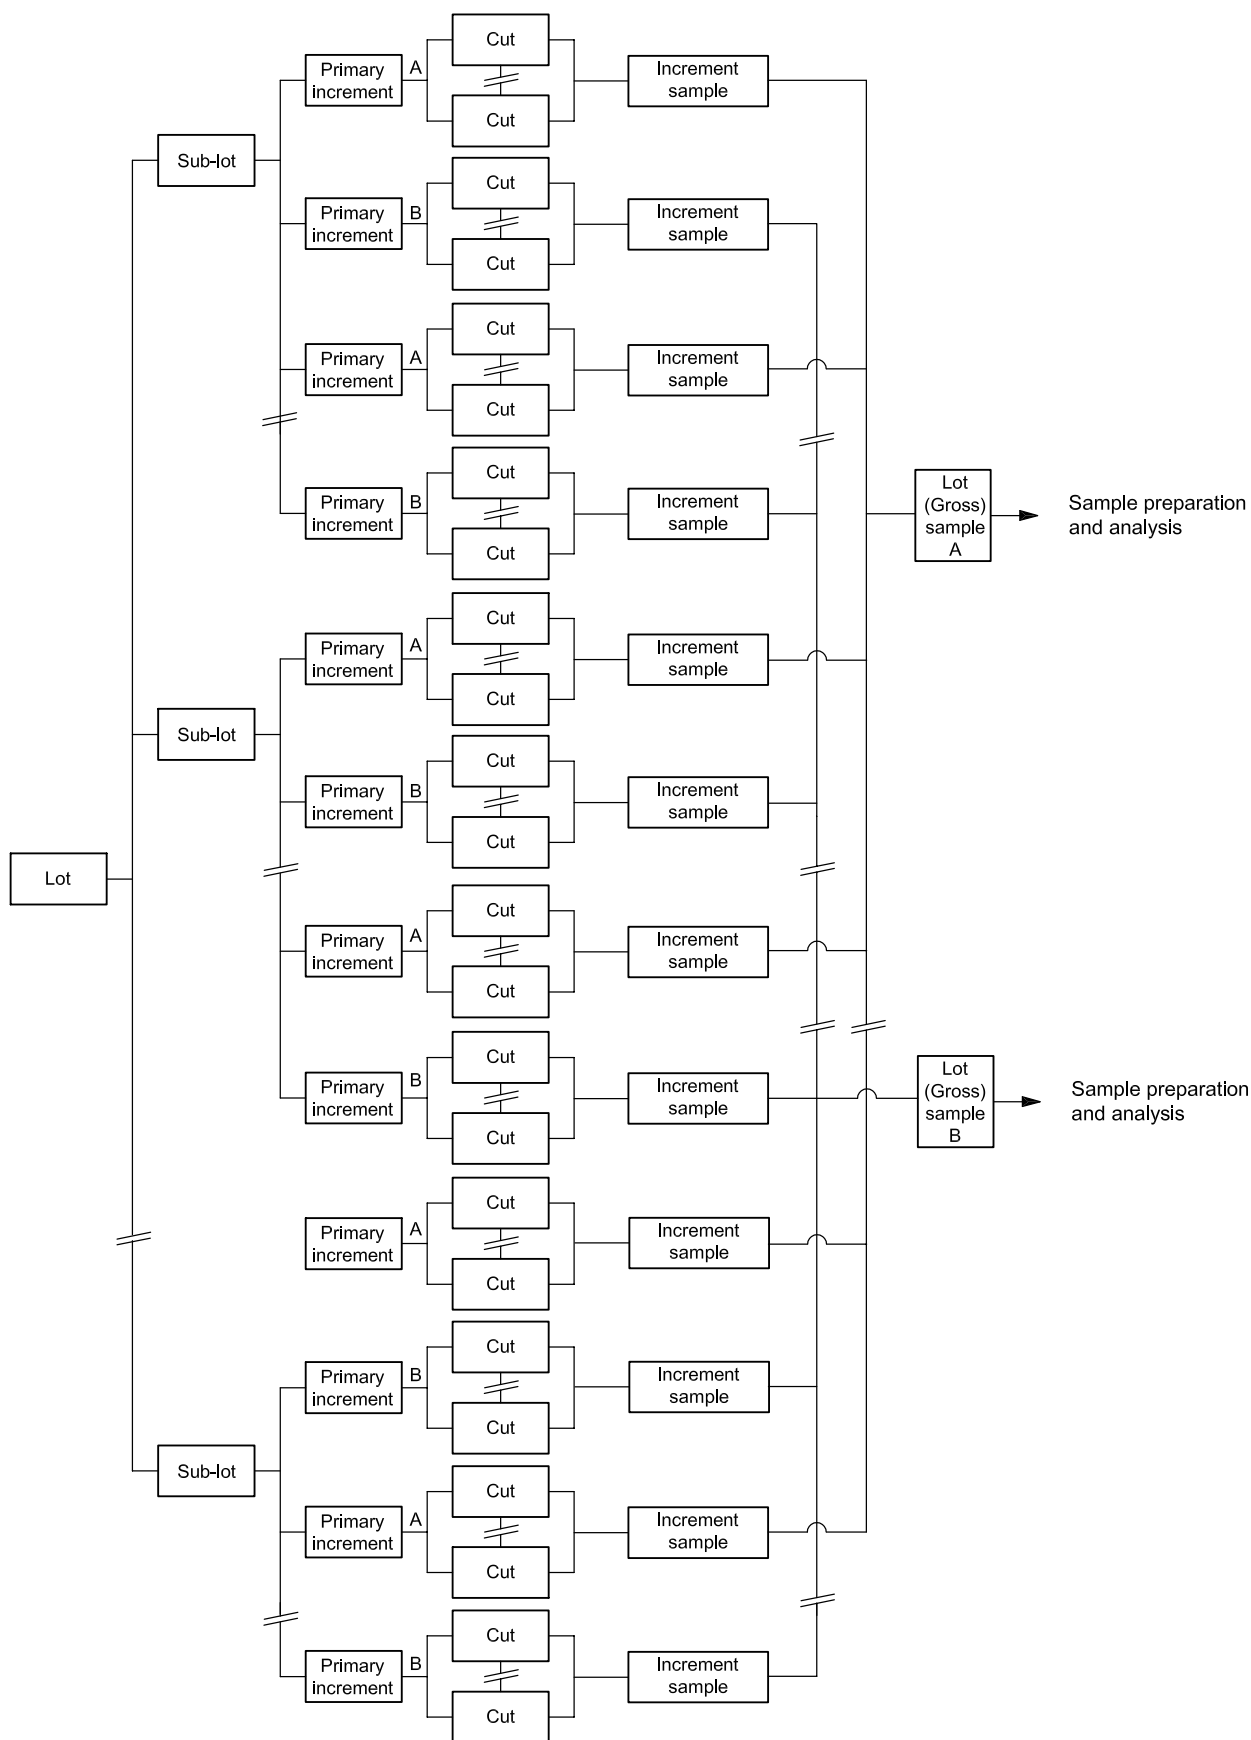 Cut
Primary
increment
A
Increment
sample
Cut
Sub-lot
Cut
Primary
increment
B
Increment
sample
Cut
Cut
Primary
increment
A
Increment
sample
Cut
Cut
Primary
increment
B
Increment
sample
Cut
Lot
(Gross)
sample
A
Sample preparation
and analysis
Cut
Primary
increment
A
Increment
sample
Cut
Sub-lot
Cut
Primary
increment
B
Increment
sample
Cut
Lot
Cut
Primary
increment
A
Increment
sample
Cut
Cut
Primary
increment
B
Increment
sample
Cut
Lot
(Gross)
sample
B
Sample preparation
and analysis
Cut
Primary
increment
A
Increment
sample
Cut
Cut
Primary
increment
B
Increment
sample
Cut
Sub-lot
Cut
Primary
increment
A
Increment
sample
Cut
Cut
Primary
increment
B
Increment
sample
Cut